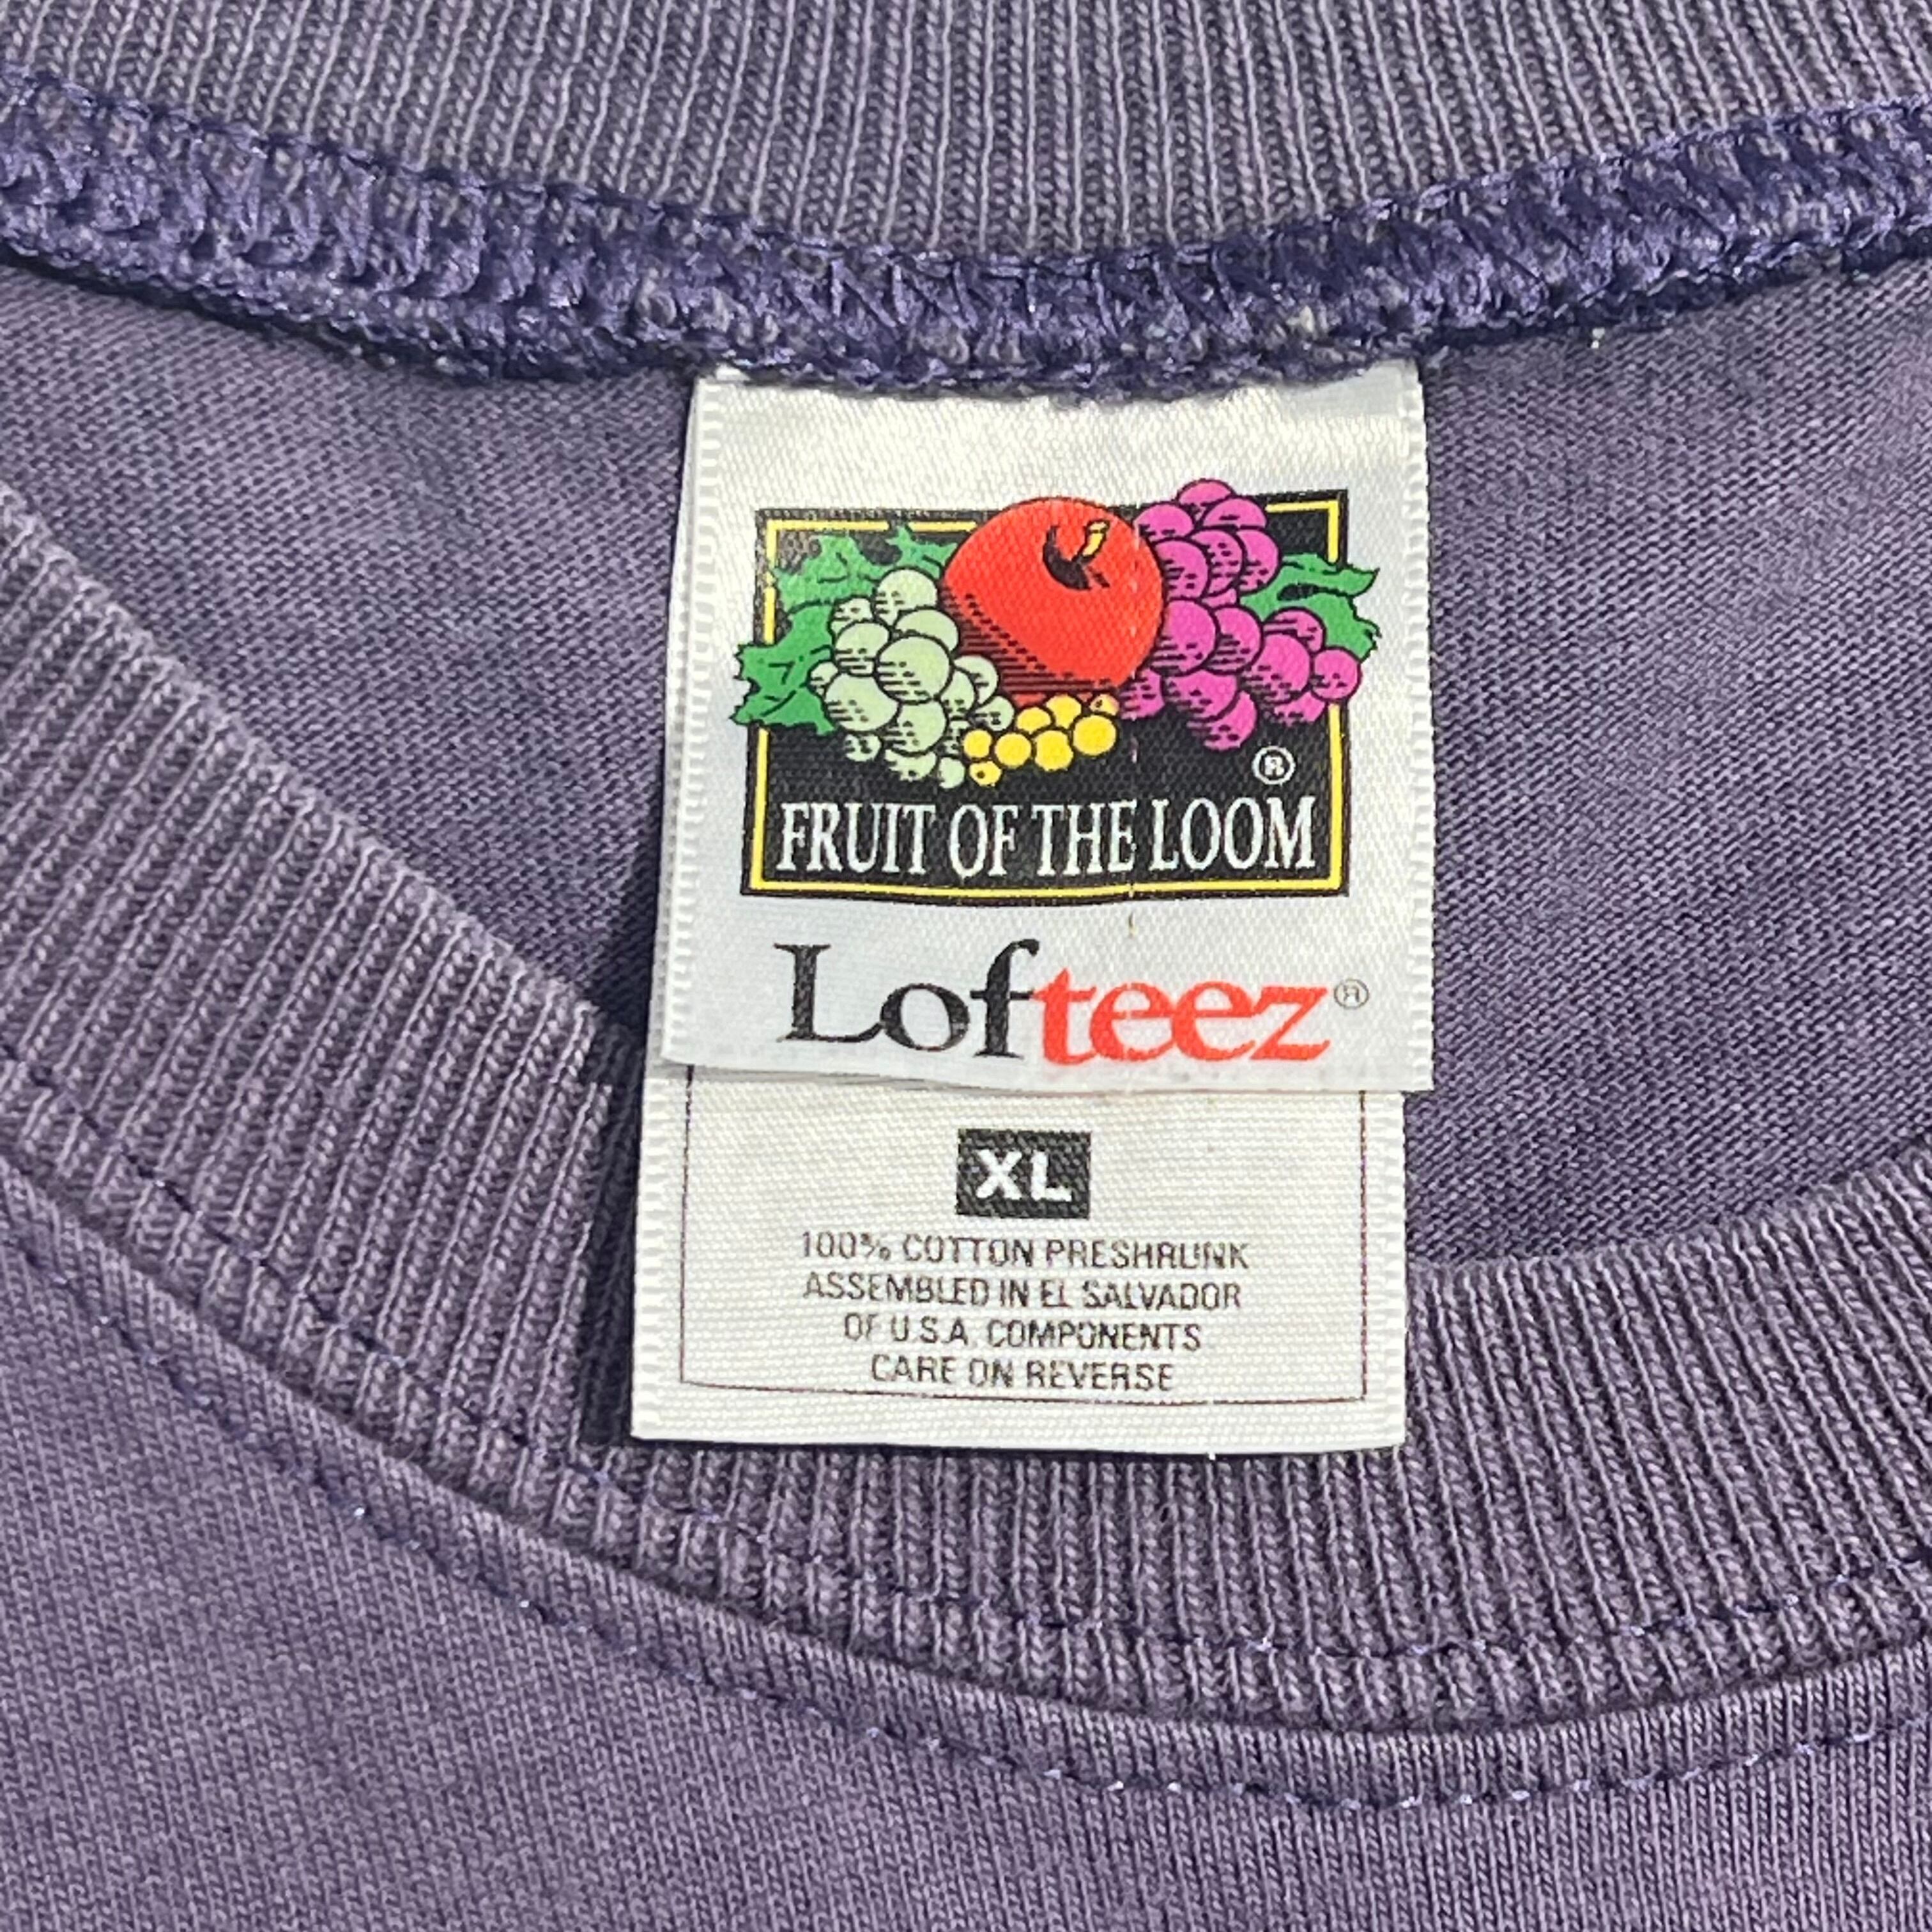 ®
FRUIT OF THE LOOM
Lofteez®
XL
100% COTTON PRESHRUNK
ASSEMBLED IN EL SALVADOR
OF U.S.A. COMPONENTS
CARE ON REVERSE